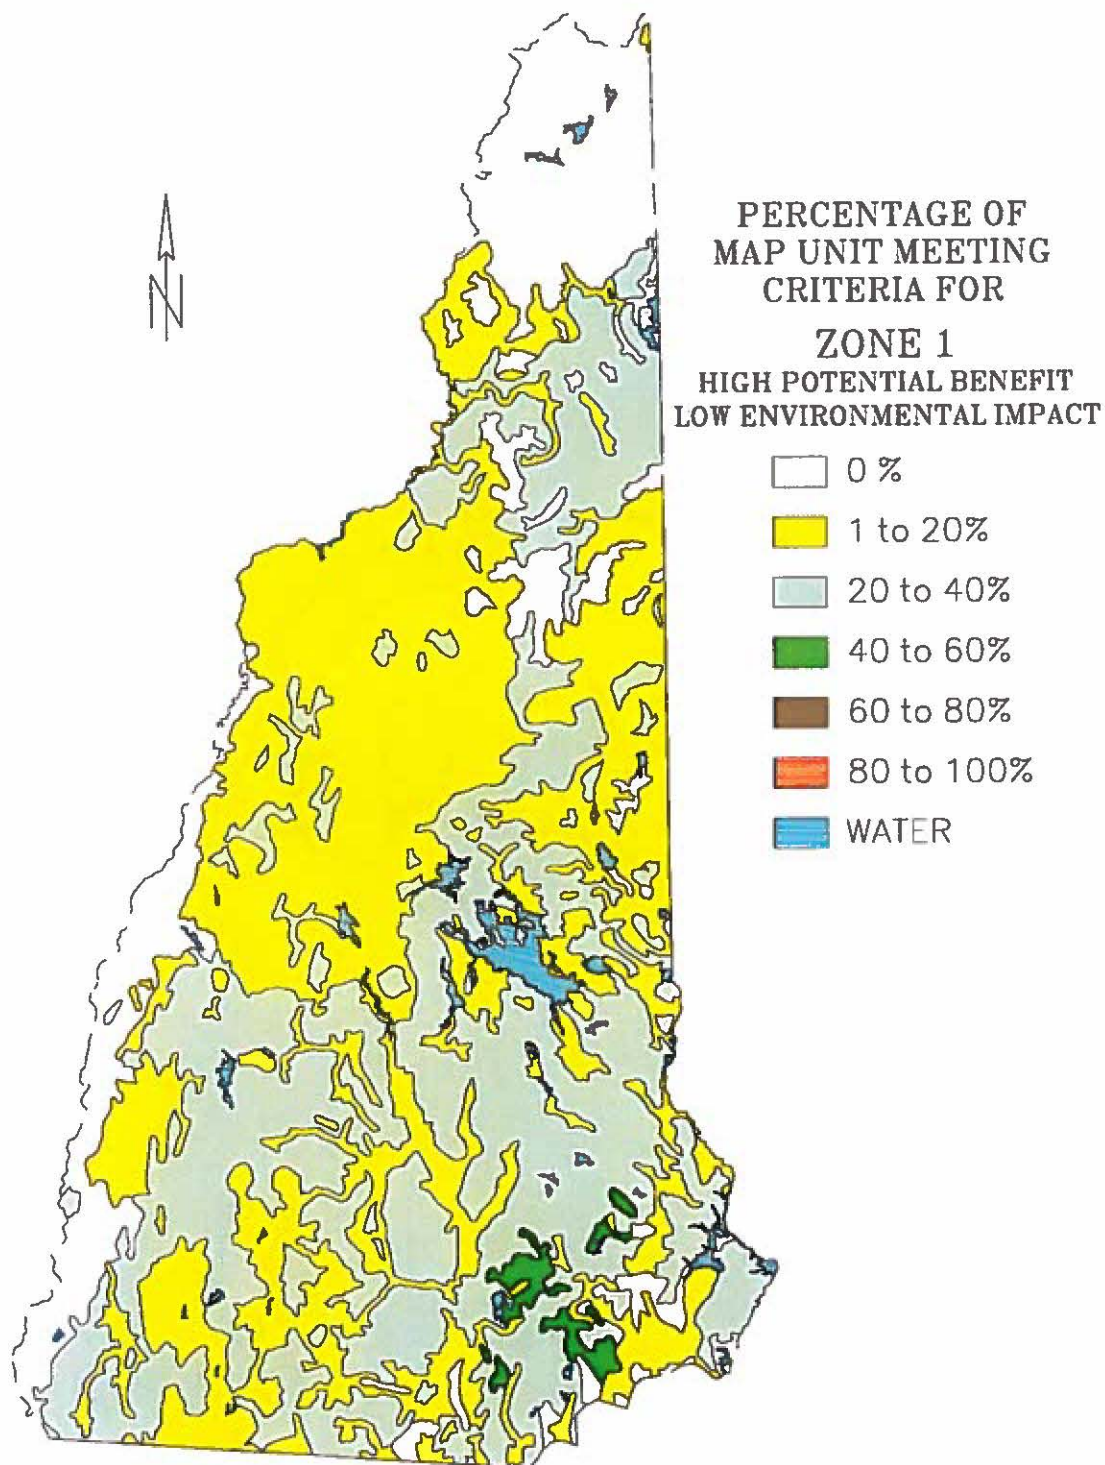 N
PERCENTAGE OF
MAP UNIT MEETING
CRITERIA FOR
ZONE 1
HIGH POTENTIAL BENEFIT
LOW ENVIRONMENTAL IMPACT
0 %
1 to 20%
20 to 40%
40 to 60%
60 to 80%
80 to 100%
WATER